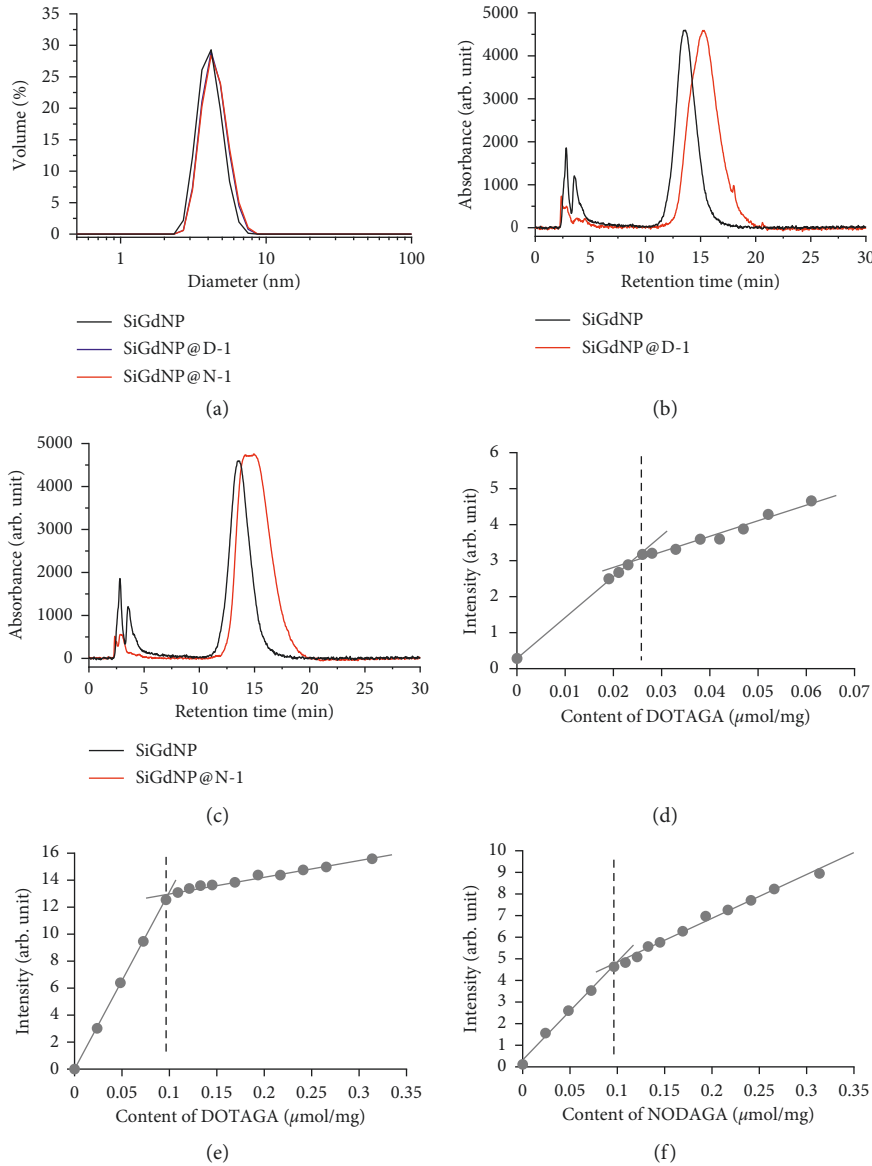 35
30
25
20
15
10
5
0
Volume (%)
1
10
100
Diameter (nm)
SiGdNP
SiGdNP@D-1
SiGdNP@N-1
(a)
5000
4000
3000
2000
1000
0
Absorbance (arb. unit)
0 5 10 15 20 25 30
Retention time (min)
SiGdNP
SiGdNP@D-1
(b)
5000
4000
3000
2000
1000
0
Absorbance (arb. unit)
0 5 10 15 20 25 30
Retention time (min)
SiGdNP
SiGdNP@N-1
(c)
6
5
4
3
2
1
0
Intensity (arb. unit)
0 0.01 0.02 0.03 0.04 0.05 0.06 0.07
Content of DOTAGA (μmol/mg)
(d)
16
14
12
10
8
6
4
2
0
Intensity (arb. unit)
0 0.05 0.1 0.15 0.2 0.25 0.3 0.35
Content of DOTAGA (μmol/mg)
(e)
10
9
8
7
6
5
4
3
2
1
0
Intensity (arb. unit)
0 0.05 0.1 0.15 0.2 0.25 0.3 0.35
Content of NODAGA (μmol/mg)
(f)